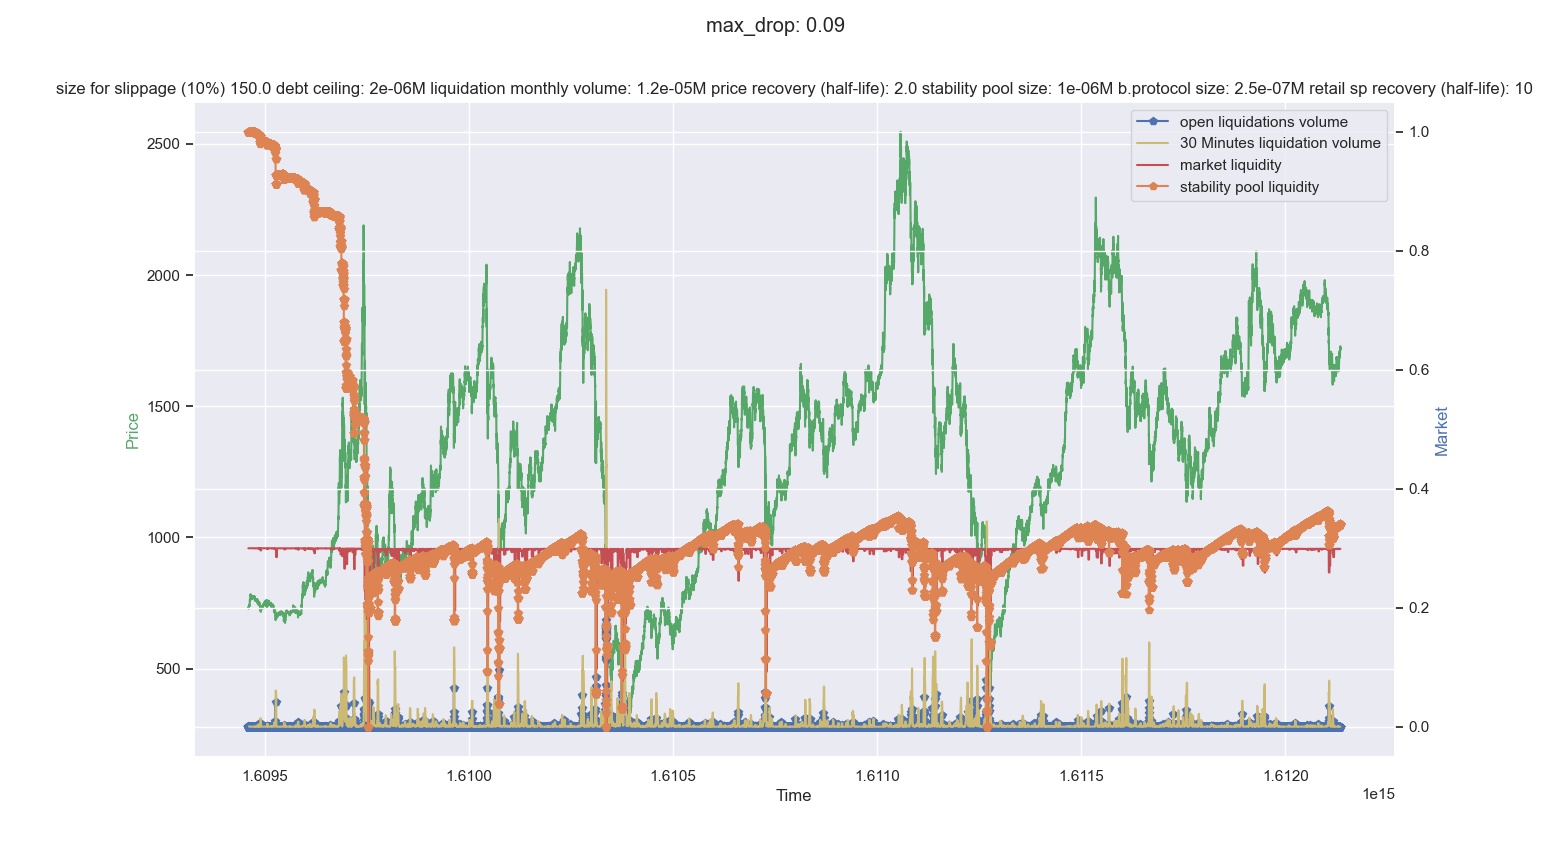 max_drop: 0.09
size for slippage (10%) 150.0 debt ceiling: 2e-06M liquidation monthly volume: 1.2e-05M price recovery (half-life): 2.0 stability pool size: 1e-06M b.protocol size: 2.5e-07M retail sp recovery (half-life): 10
open liquidations volume
30 Minutes liquidation volume
market liquidity
stability pool liquidity
2500
2000
1500
1000
500
Price
1.0
0.8
0.6
0.4
0.2
0.0
Market
1.6095 1.6100 1.6105 1.6110 1.6115 1.6120
1e15
Time